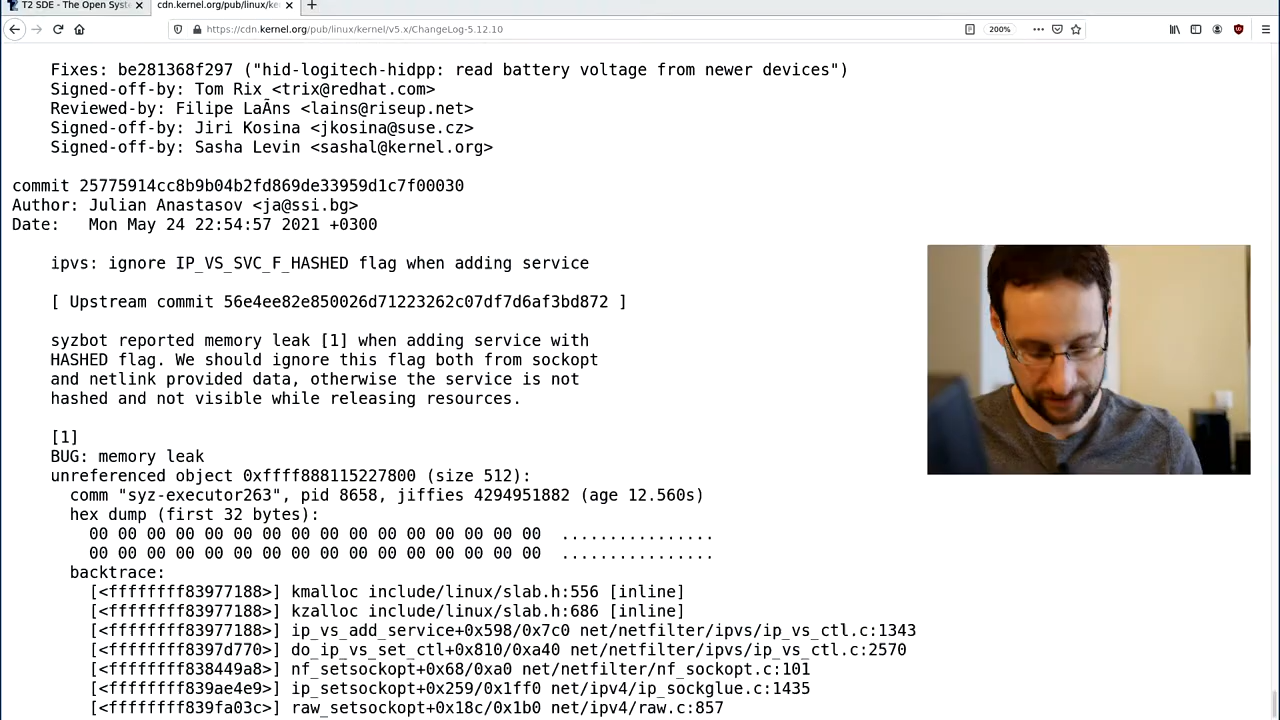 T2 SDE - The Open Syst
cdn.kernel.org/pub/linux/ke
https://cdn.kernel.org/pub/linux/kernel/v5.x/ChangeLog-5.12.10
200%
Fixes: be281368f297 ("hid-logitech-hidpp: read battery voltage from newer devices")
Signed-off-by: Tom Rix <trix@redhat.com>
Reviewed-by: Filipe LaÃns <lains@riseup.net>
Signed-off-by: Jiri Kosina <jkosina@suse.cz>
Signed-off-by: Sasha Levin <sashal@kernel.org>
commit 25775914cc8b9b04b2fd869de33959d1c7f00030
Author: Julian Anastasov <ja@ssi.bg>
Date: Mon May 24 22:54:57 2021 +0300
ipvs: ignore IP_VS_SVC_F_HASHED flag when adding service
[ Upstream commit 56e4ee82e850026d71223262c07df7d6af3bd872 ]
syzbot reported memory leak [1] when adding service with
HASHED flag. We should ignore this flag both from sockopt
and netlink provided data, otherwise the service is not
hashed and not visible while releasing resources.
[1]
BUG: memory leak
unreferenced object 0xffff888115227800 (size 512):
comm "syz-executor263", pid 8658, jiffies 4294951882 (age 12.560s)
hex dump (first 32 bytes):
00 00 00 00 00 00 00 00 00 00 00 00 00 00 00 00 ................
00 00 00 00 00 00 00 00 00 00 00 00 00 00 00 00 ................
backtrace:
[<ffffffff83977188>] kmalloc include/linux/slab.h:556 [inline]
[<ffffffff83977188>] kzalloc include/linux/slab.h:686 [inline]
[<ffffffff83977188>] ip_vs_add_service+0x598/0x7c0 net/netfilter/ipvs/ip_vs_ctl.c:1343
[<ffffffff8397d770>] do_ip_vs_set_ctl+0x810/0xa40 net/netfilter/ipvs/ip_vs_ctl.c:2570
[<ffffffff838449a8>] nf_setsockopt+0x68/0xa0 net/netfilter/nf_sockopt.c:101
[<ffffffff839ae4e9>] ip_setsockopt+0x259/0x1ff0 net/ipv4/ip_sockglue.c:1435
[<ffffffff839fa03c>] raw_setsockopt+0x18c/0x1b0 net/ipv4/raw.c:857